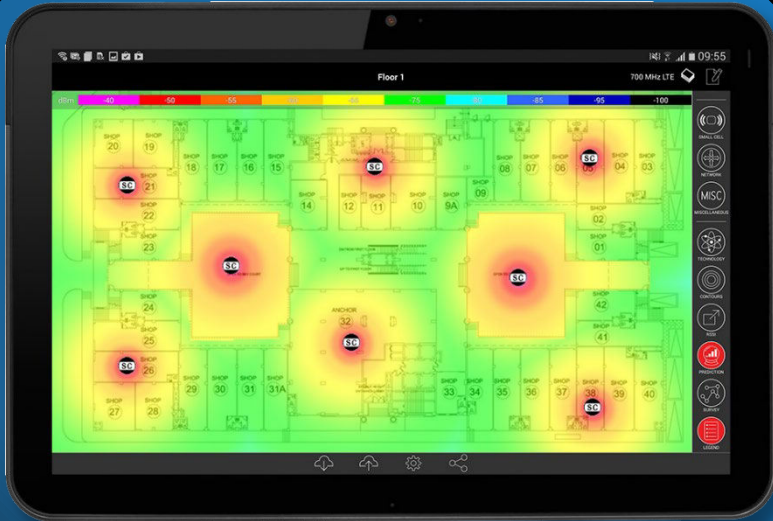 09:55
Floor 1
700 MHz LTE
dBm -40 -50 -55 -60 -65 -75 -80 -85 -95 -100
SMALL CELL
NETWORK
MISC
MISCELLANEOUS
TECHNOLOGY
CONTOURS
RSSI
PREDICTION
SURVEY
LEGEND
SHOP 20
SHOP 19
SHOP 18
SHOP 17
SHOP 16
SHOP 15
SC
SHOP 21
SHOP 22
SHOP 23
SHOP 14
SHOP 12
SHOP 11
SHOP 10
SHOP 9A
SHOP 09
SC
SHOP 08
SHOP 07
SHOP 06
05
SHOP 04
SHOP 03
SC
SHOP 02
SHOP 01
SC
SC
SHOP 24
SHOP 25
SHOP 26
SC
SHOP 27
SHOP 28
SHOP 29
SHOP 30
SHOP 31
SHOP 31A
ANCHOR 32
SC
SHOP 42
SHOP 41
SHOP 33
SHOP 34
SHOP 35
SHOP 36
SHOP 37
SHOP 38
SHOP 39
SHOP 40
SC